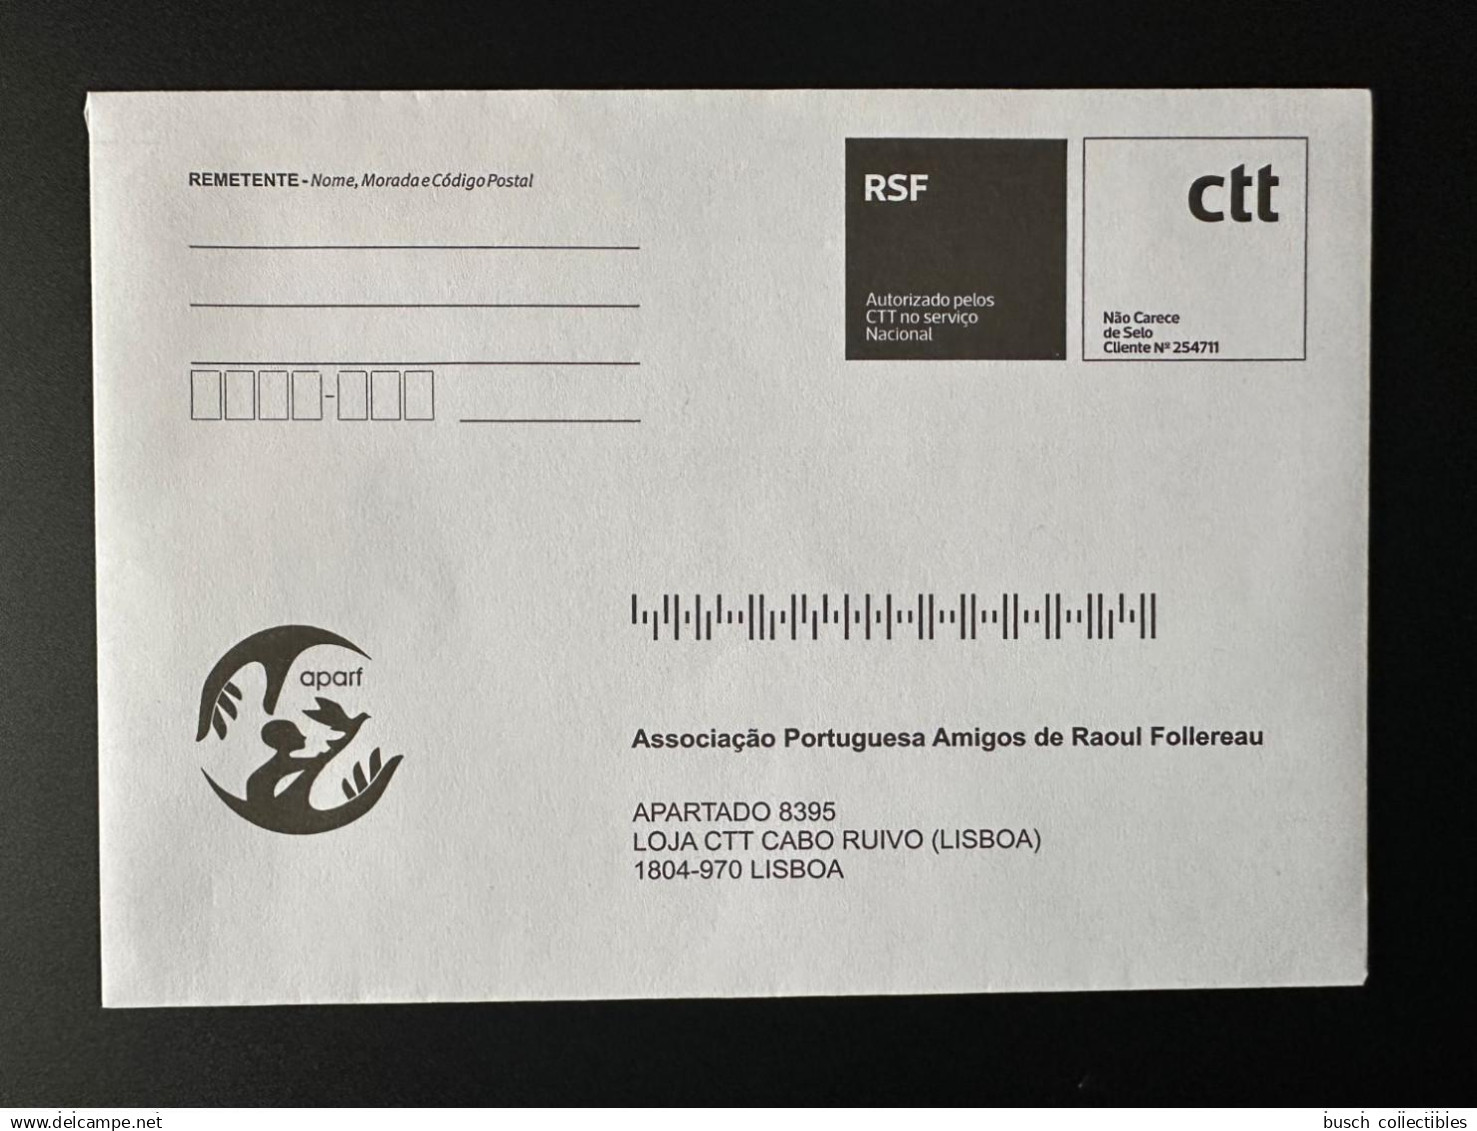 REMETENTE - Nome, Morada e Código Postal
RSF
Autorizado pelos
CTT no serviço
Nacional
ctt
Não Carece
de Selo
Cliente Nº 254711
-
aparf
Associação Portuguesa Amigos de Raoul Follereau
APARTADO 8395
LOJA CTT CABO RUIVO (LISBOA)
1804-970 LISBOA
www.delcampe.net
busch collectibles